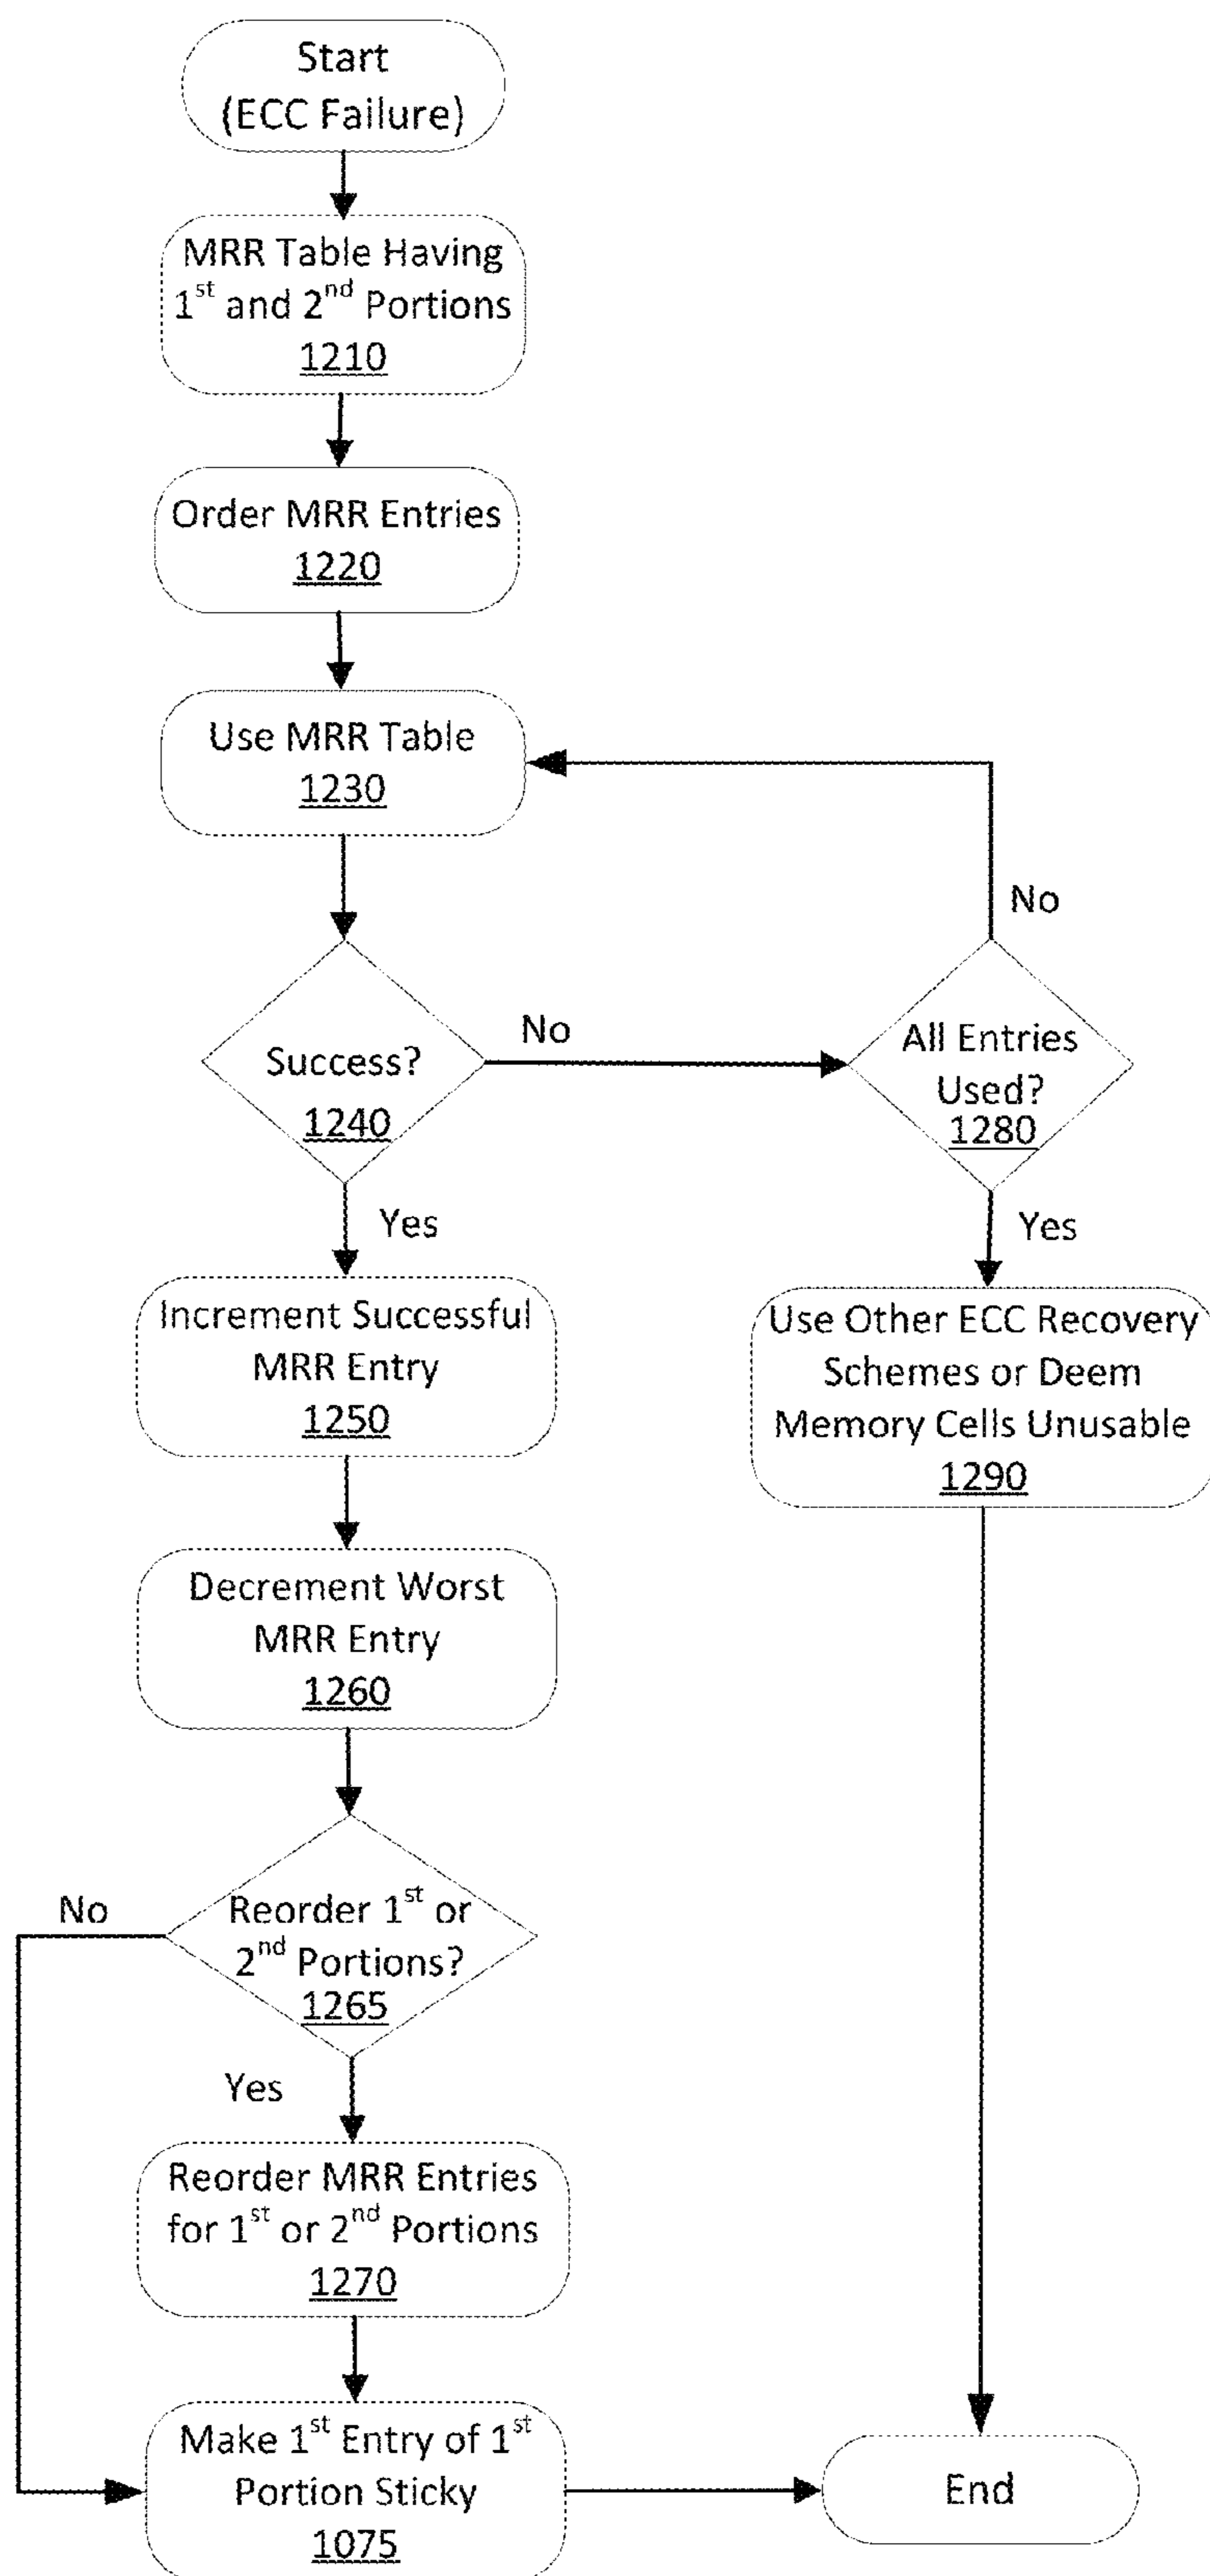 Start
(ECC Failure)
MRR Table Having
1st and 2nd Portions
1210
Order MRR Entries
1220
Use MRR Table
1230
No
Success?
1240
No
All Entries
Used?
1280
Yes
Yes
Increment Successful
MRR Entry
1250
Use Other ECC Recovery
Schemes or Deem
Memory Cells Unusable
1290
Decrement Worst
MRR Entry
1260
No
Reorder 1st or
2nd Portions?
1265
Yes
Reorder MRR Entries
for 1st or 2nd Portions
1270
Make 1st Entry of 1st
Portion Sticky
1075
End